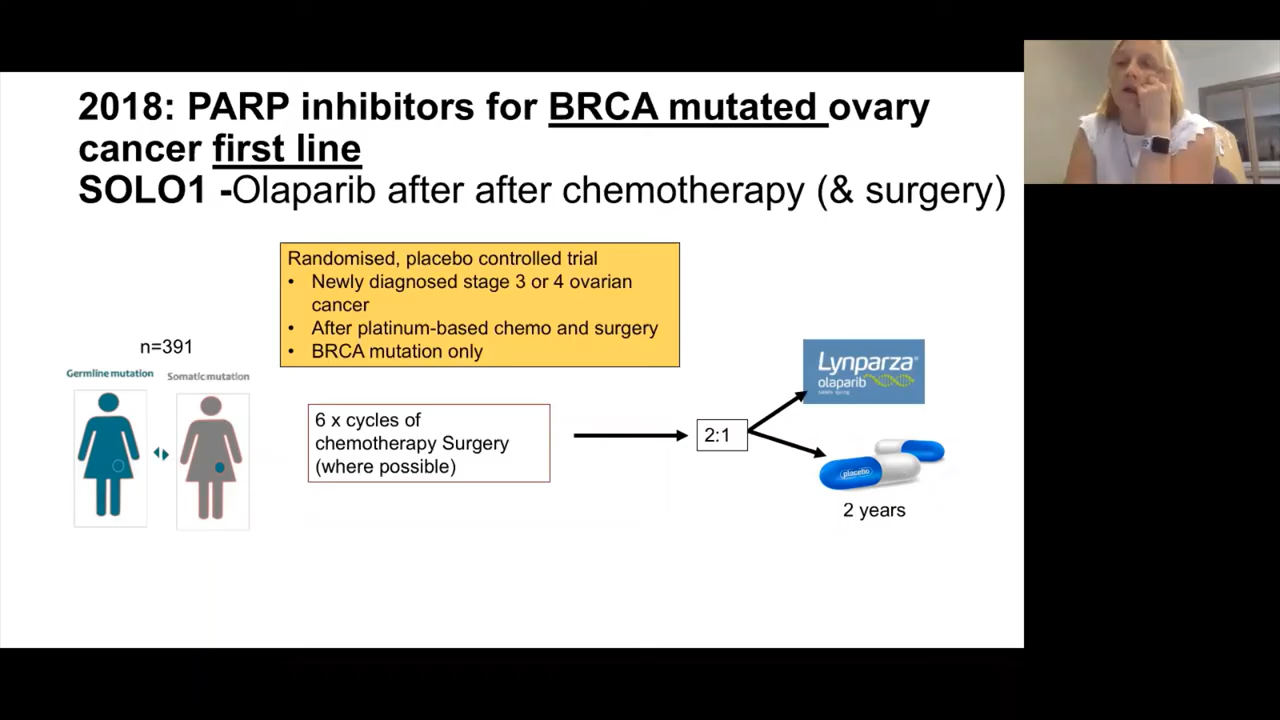 2018: PARP inhibitors for BRCA mutated ovary
cancer first line
SOLO1 -Olaparib after after chemotherapy (& surgery)
Randomised, placebo controlled trial
• Newly diagnosed stage 3 or 4 ovarian
cancer
• After platinum-based chemo and surgery
• BRCA mutation only
n=391
Germline mutation
Somatic mutation
6 x cycles of
chemotherapy Surgery
(where possible)
2:1
Lynparza®
olaparib
placebo
2 years